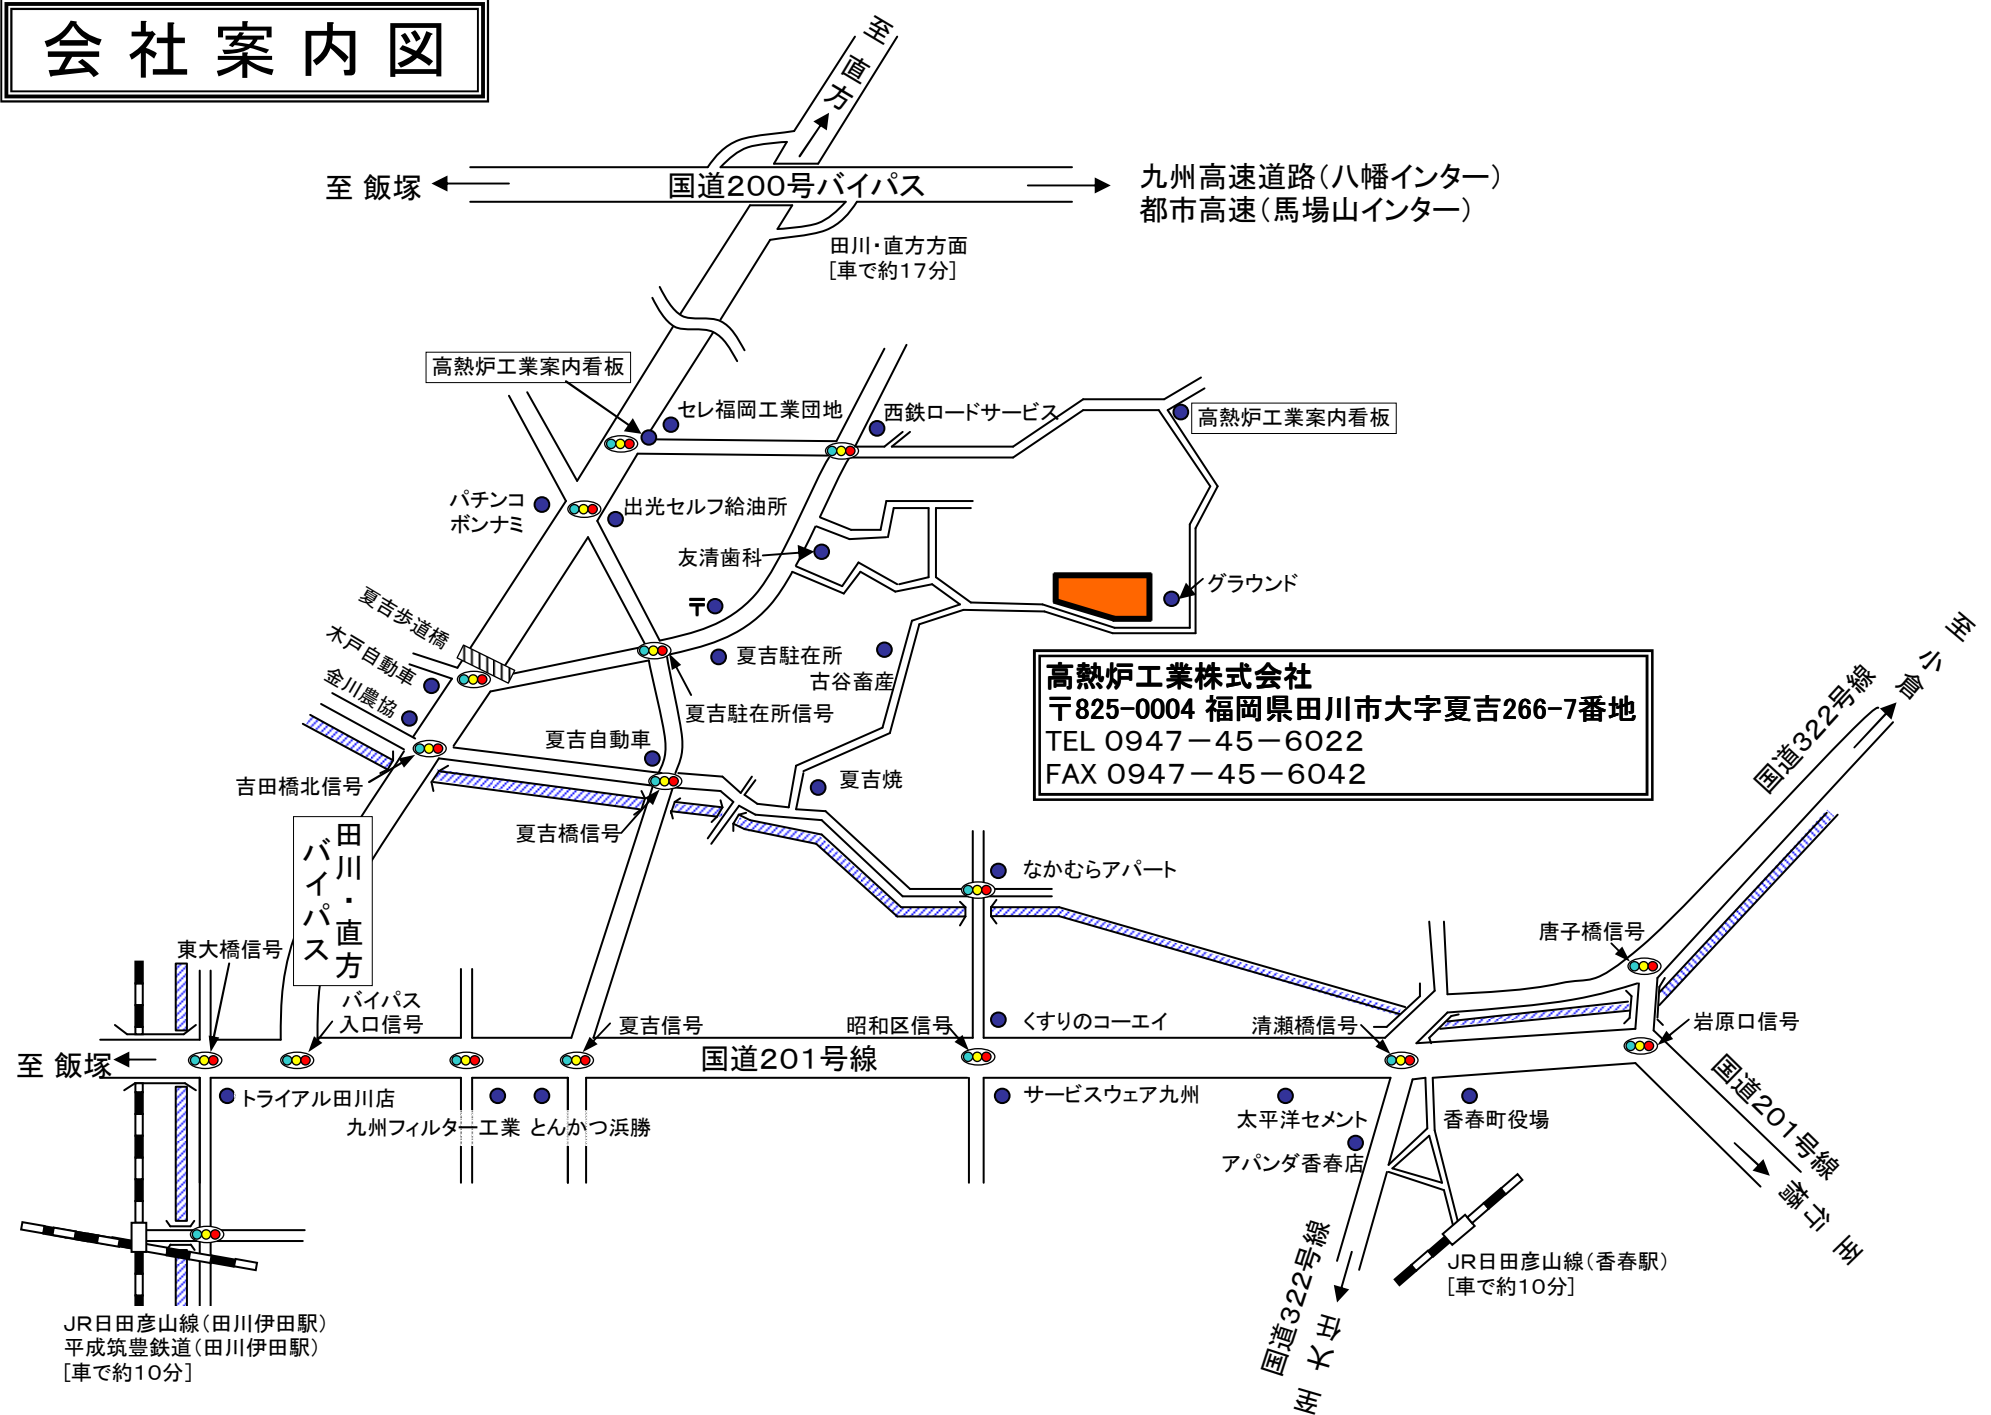 会社案内図
至 直方
至 飯塚
国道200号バイパス
九州高速道路(八幡インター)
都市高速(馬場山インター)
田川・直方方面
[車で約17分]
高熱炉工業案内看板
セレ福岡工業団地
西鉄ロードサービス
高熱炉工業案内看板
パチンコ
ボンナミ
出光セルフ給油所
友清歯科
グラウンド
〒
夏吉歩道橋
木戸自動車
金川農協
夏吉駐在所
古谷畜産
夏吉駐在所信号
高熱炉工業株式会社
〒825-0004 福岡県田川市大字夏吉266-7番地
TEL 0947-45-6022
FAX 0947-45-6042
至 小倉
国道322号線
夏吉自動車
吉田橋北信号
夏吉焼
夏吉橋信号
田川・直方
バイパス
なかむらアパート
東大橋信号
唐子橋信号
バイパス
入口信号
夏吉信号
昭和区信号
くすりのコーエイ
清瀬橋信号
岩原口信号
至 飯塚
国道201号線
国道201号線
トライアル田川店
九州フィルター工業
とんかつ浜勝
サービスウェア九州
太平洋セメント
香春町役場
アパンダ香春店
至 行橋
国道322号線
至 大任
JR日田彦山線(香春駅)
[車で約10分]
JR日田彦山線(田川伊田駅)
平成筑豊鉄道(田川伊田駅)
[車で約10分]